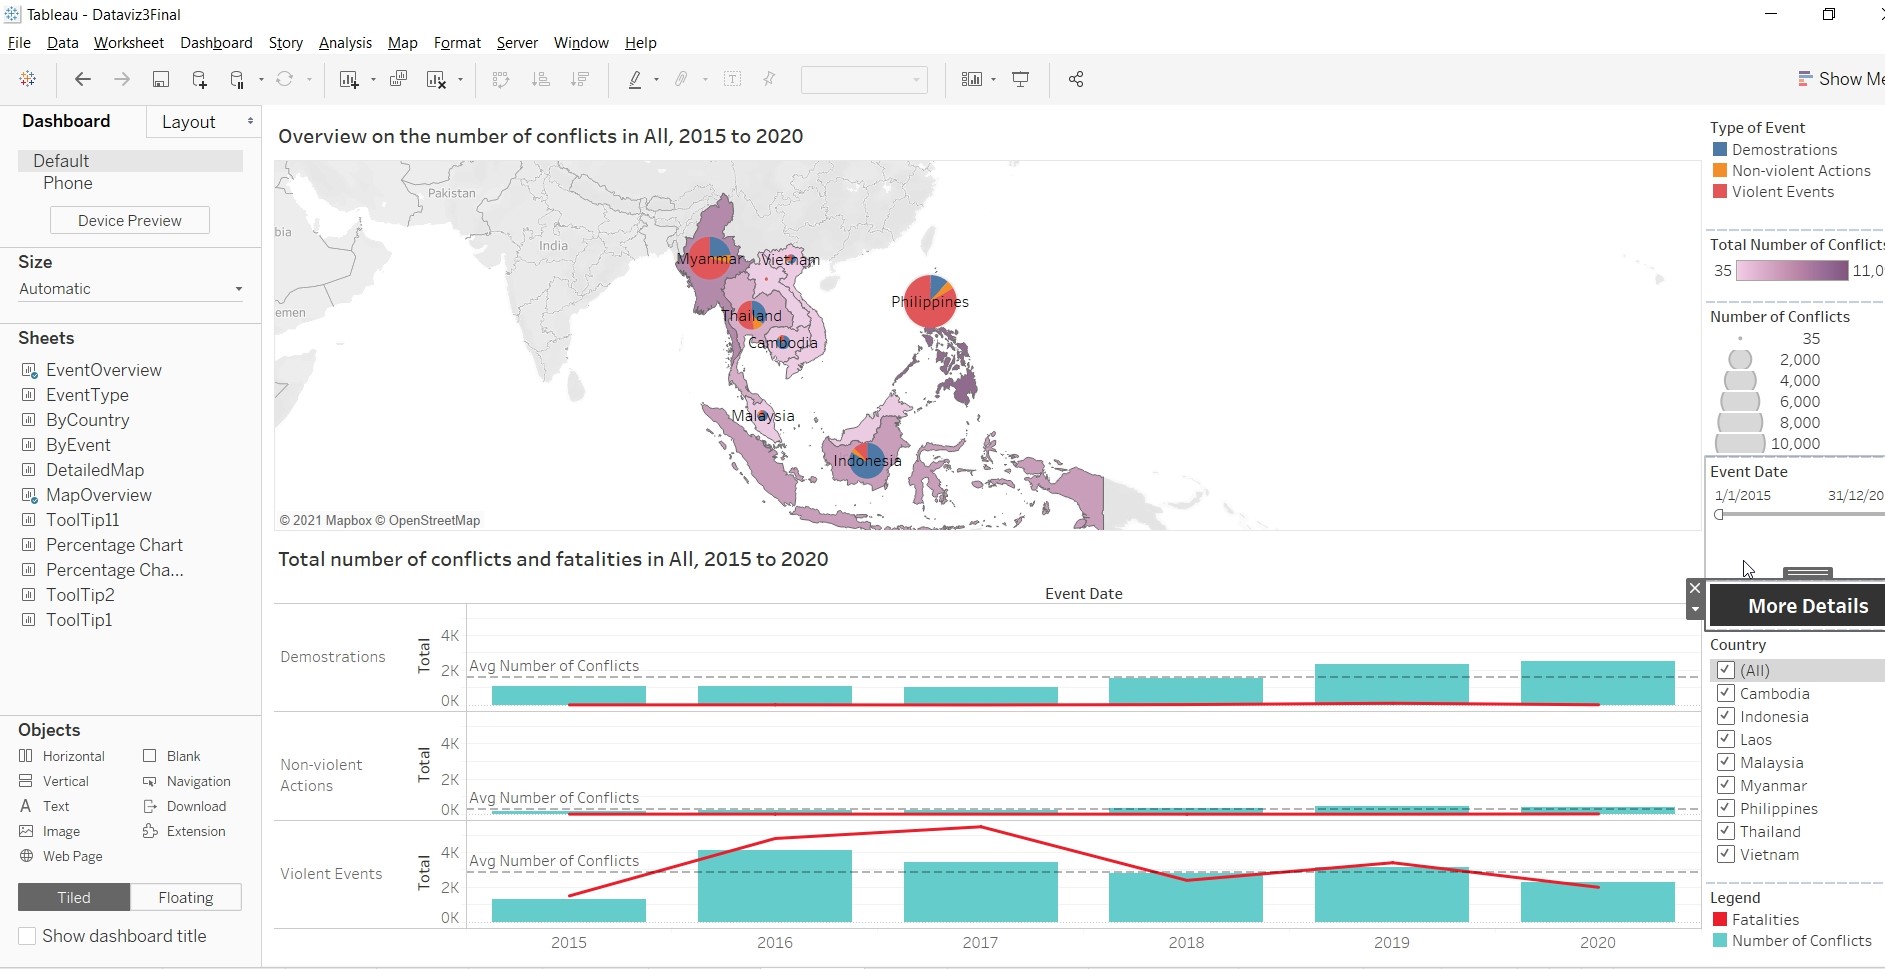 Tableau - Dataviz3Final
File Data Worksheet Dashboard Story Analysis Map Format Server Window Help
Show Me
Dashboard
Layout
Default
Phone
Device Preview
Size
Automatic
Sheets
EventOverview
EventType
ByCountry
ByEvent
DetailedMap
MapOverview
ToolTip11
Percentage Chart
Percentage Cha...
ToolTip2
ToolTip1
Objects
Horizontal Blank
Vertical Navigation
Text Download
Image Extension
Web Page
Tiled Floating
Show dashboard title
Overview on the number of conflicts in All, 2015 to 2020
Pakistan
bia
India
emen
Myanmar
Vietnam
Philippines
Thailand
Cambodia
Malaysia
Indonesia
© 2021 Mapbox © OpenStreetMap
Total number of conflicts and fatalities in All, 2015 to 2020
Event Date
Demostrations
Total
4K
2K
0K
Avg Number of Conflicts
Non-violent
Actions
Total
4K
2K
0K
Avg Number of Conflicts
Violent Events
Total
4K
2K
0K
Avg Number of Conflicts
2015 2016 2017 2018 2019 2020
Type of Event
Demostrations
Non-violent Actions
Violent Events
Total Number of Conflicts
35 11,0
Number of Conflicts
35
2,000
4,000
6,000
8,000
10,000
Event Date
1/1/2015 31/12/20
More Details
Country
(All)
Cambodia
Indonesia
Laos
Malaysia
Myanmar
Philippines
Thailand
Vietnam
Legend
Fatalities
Number of Conflicts